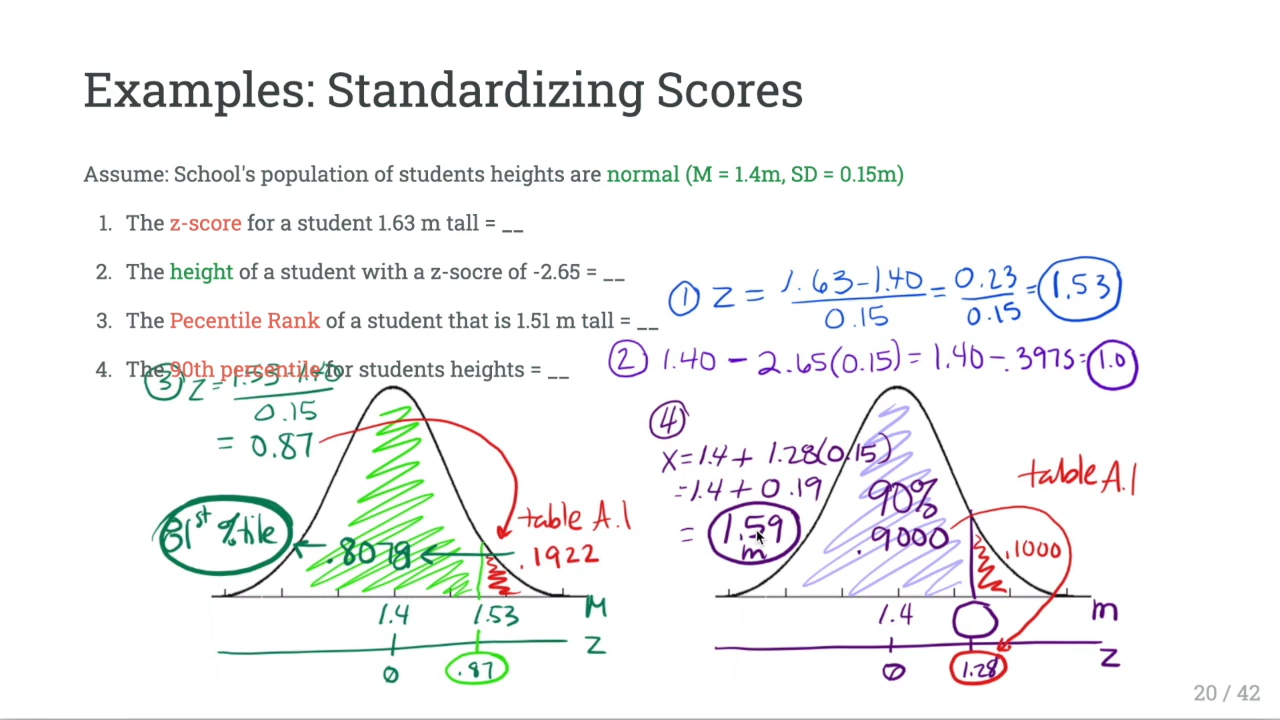 Examples: Standardizing Scores
Assume: School's population of students heights are normal (M = 1.4m, SD = 0.15m)
1. The z-score for a student 1.63 m tall = __
2. The height of a student with a z-socre of -2.65 = __
3. The Pecentile Rank of a student that is 1.51 m tall = __
4. The 90th percentile for students heights = __
① Z = 1.63-1.40 / 0.15 = 0.23 / 0.15 = 1.53
② 1.40 - 2.65(0.15) = 1.40 - .3975 = 1.0
③ Z = 1.53-1.40 / 0.15
= 0.87
81st %tile
.8078
table A.1
.1922
1.4 1.53 M
0 .87 Z
④
X = 1.4 + 1.28(0.15)
= 1.4 + 0.19
= 1.59 m
90%
.9000
table A.1
.1000
1.4 m
0 1.28 Z
20 / 42